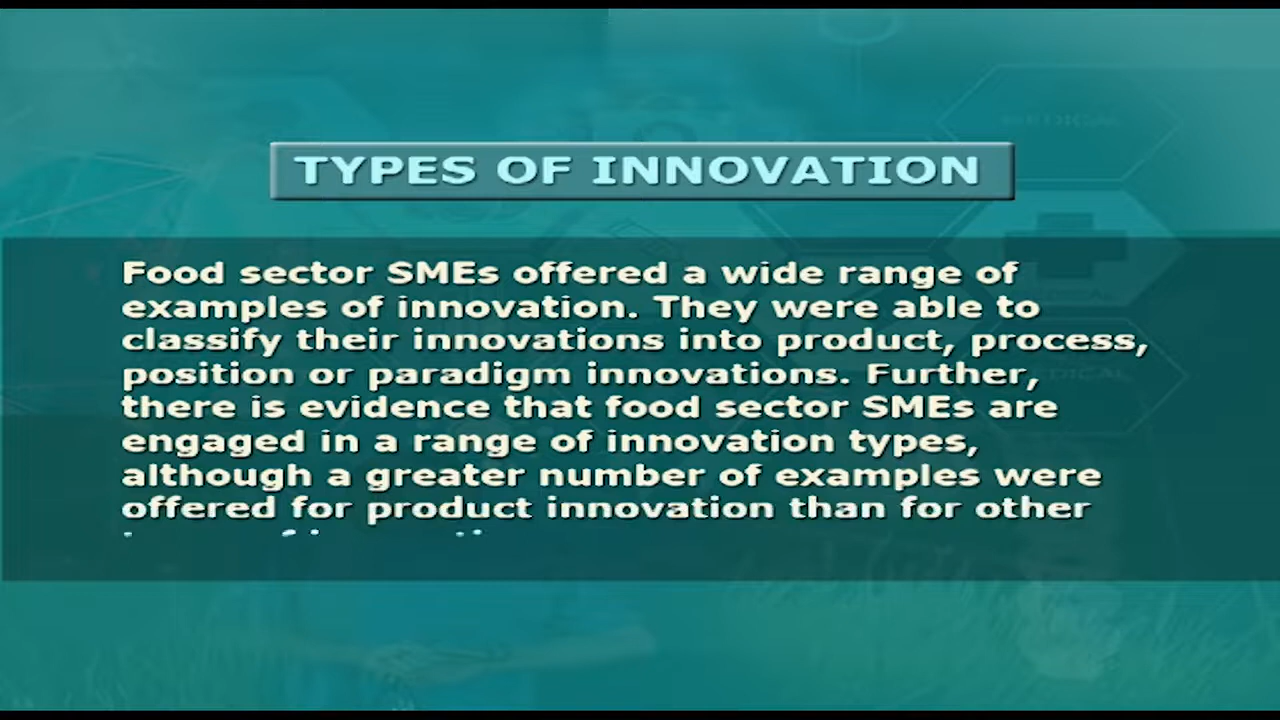 TYPES OF INNOVATION
Food sector SMEs offered a wide range of
examples of innovation. They were able to
classify their innovations into product, process,
position or paradigm innovations. Further,
there is evidence that food sector SMEs are
engaged in a range of innovation types,
although a greater number of examples were
offered for product innovation than for other
MEDICAL